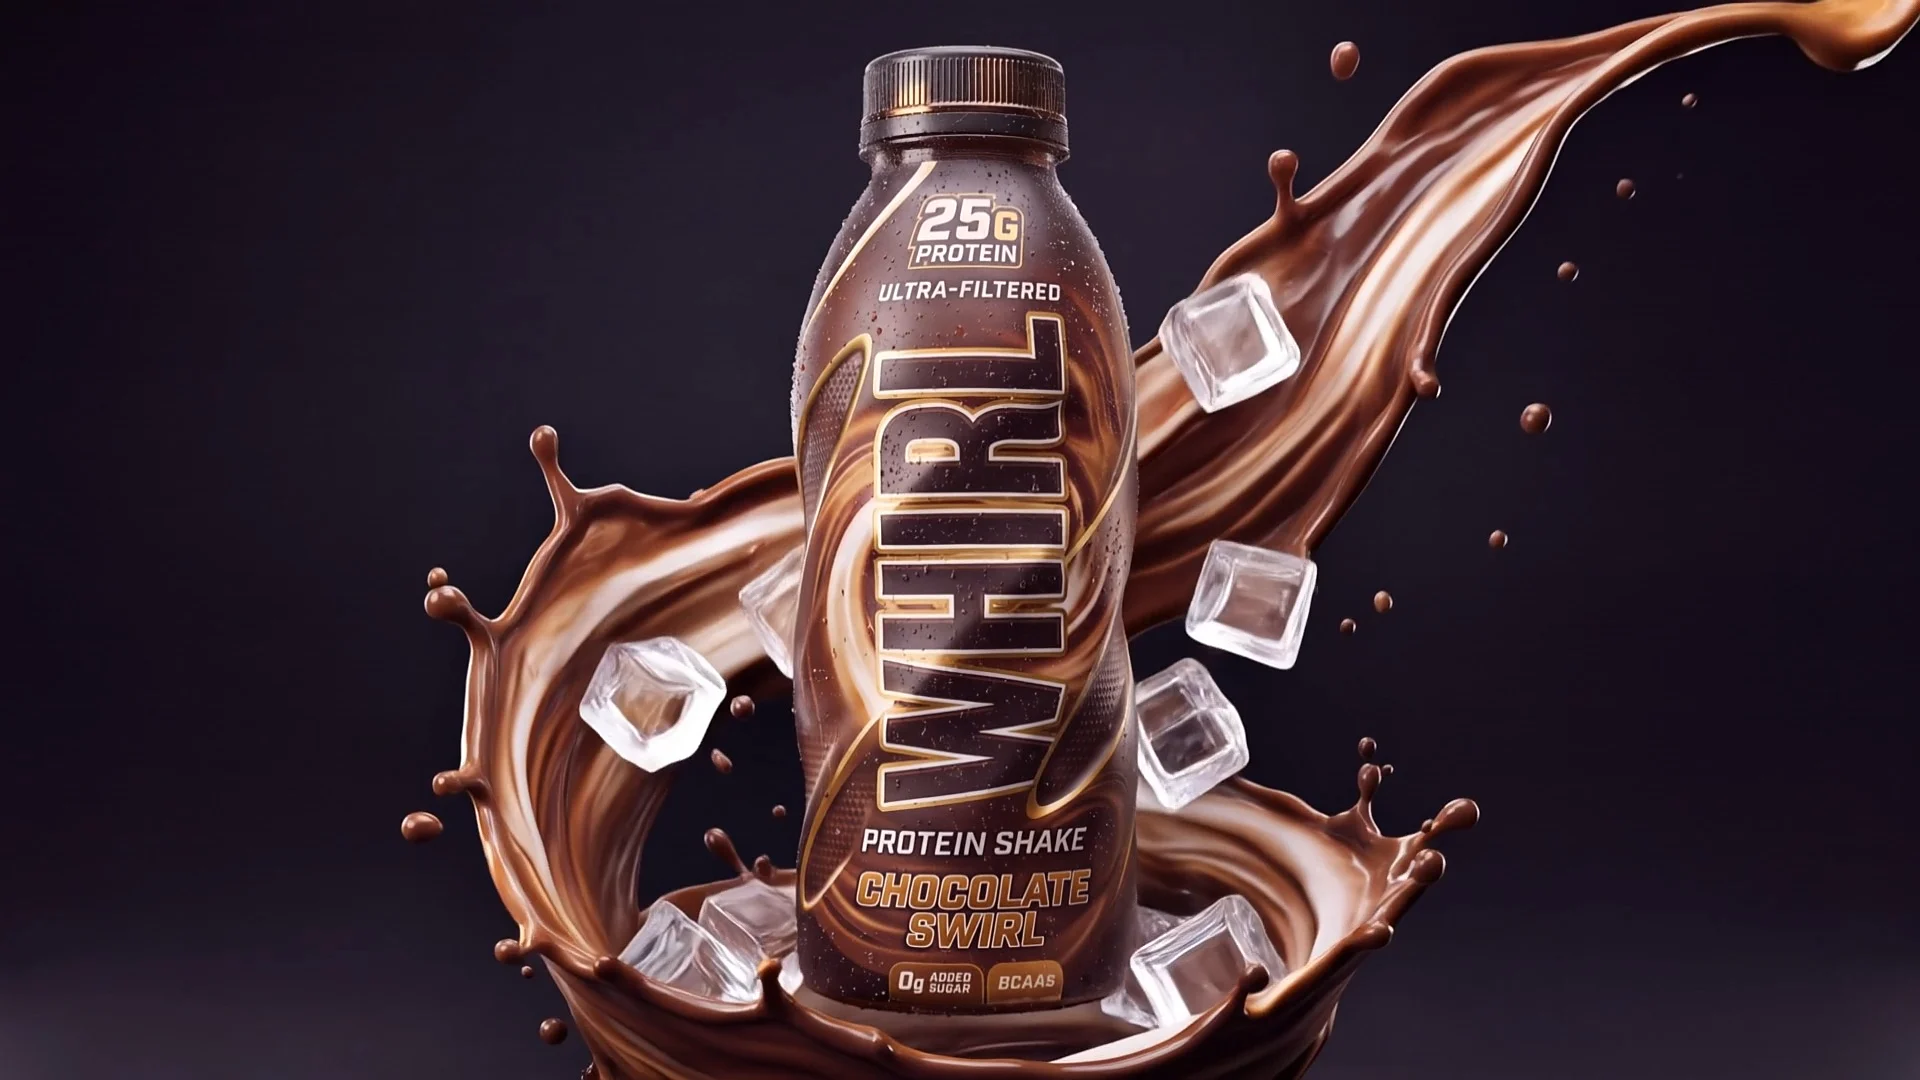 25G
PROTEIN
ULTRA-FILTERED
WHIRL
PROTEIN SHAKE
CHOCOLATE
SWIRL
0g ADDED
SUGAR
BCAAS